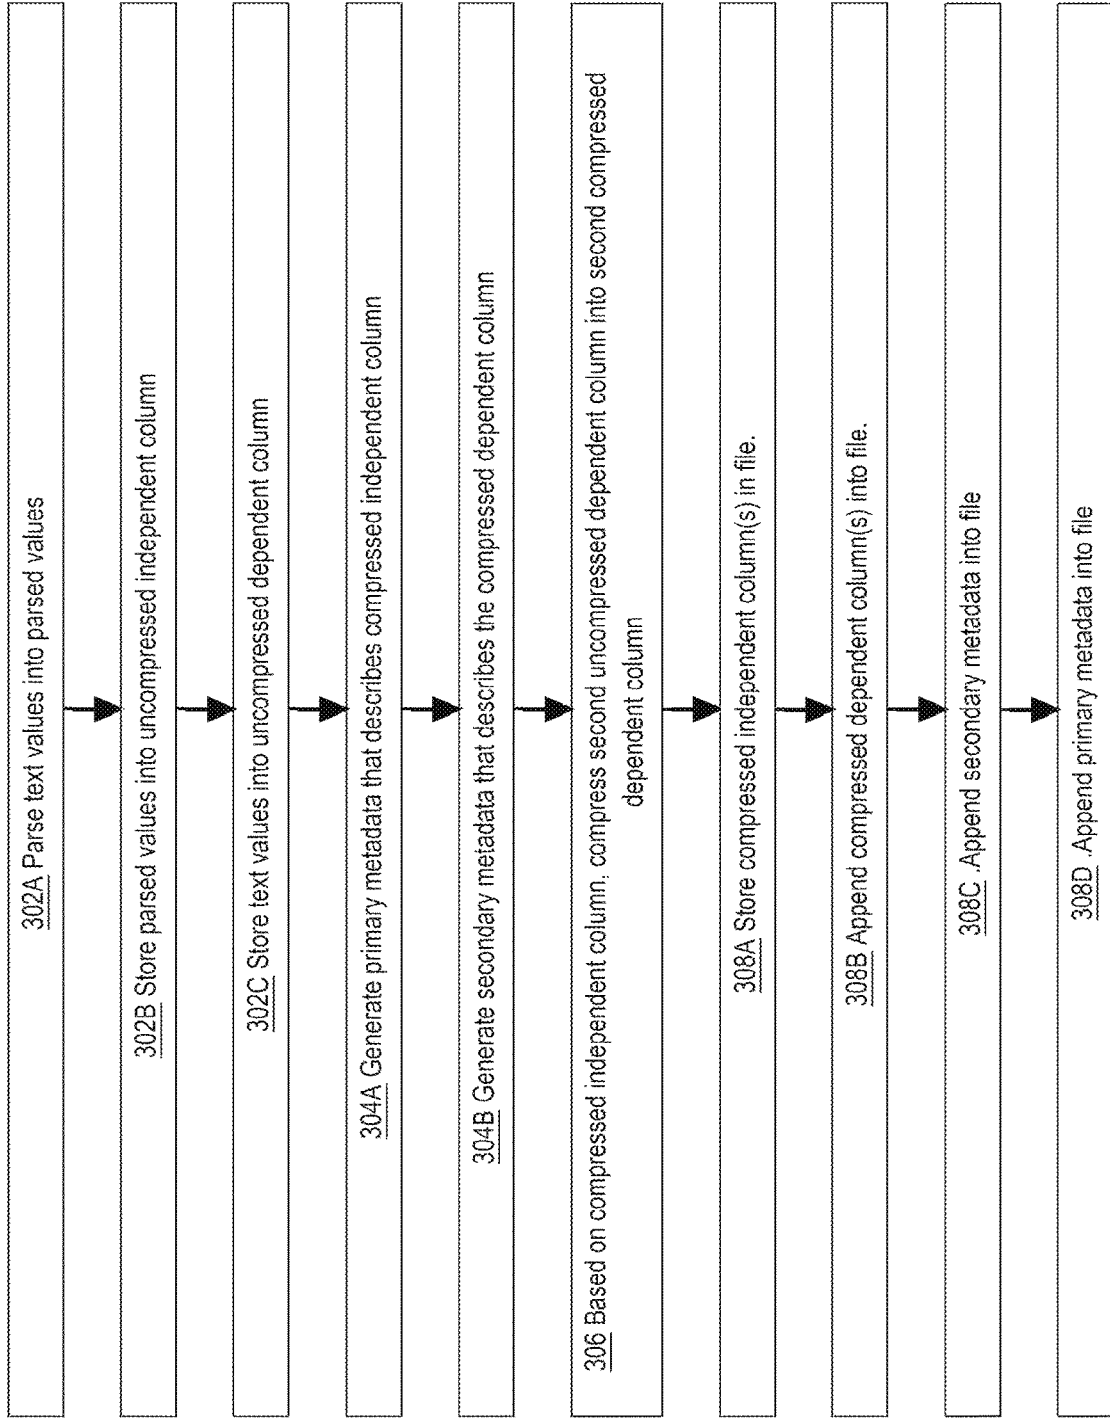 302A Parse text values into parsed values
302B Store parsed values into uncompressed independent column
302C Store text values into uncompressed dependent column
304A Generate primary metadata that describes compressed independent column
304B Generate secondary metadata that describes the compressed dependent column
306 Based on compressed independent column, compress second uncompressed dependent column into second compressed
dependent column
308A Store compressed independent column(s) in file.
308B Append compressed dependent column(s) into file.
308C .Append secondary metadata into file
308D .Append primary metadata into file